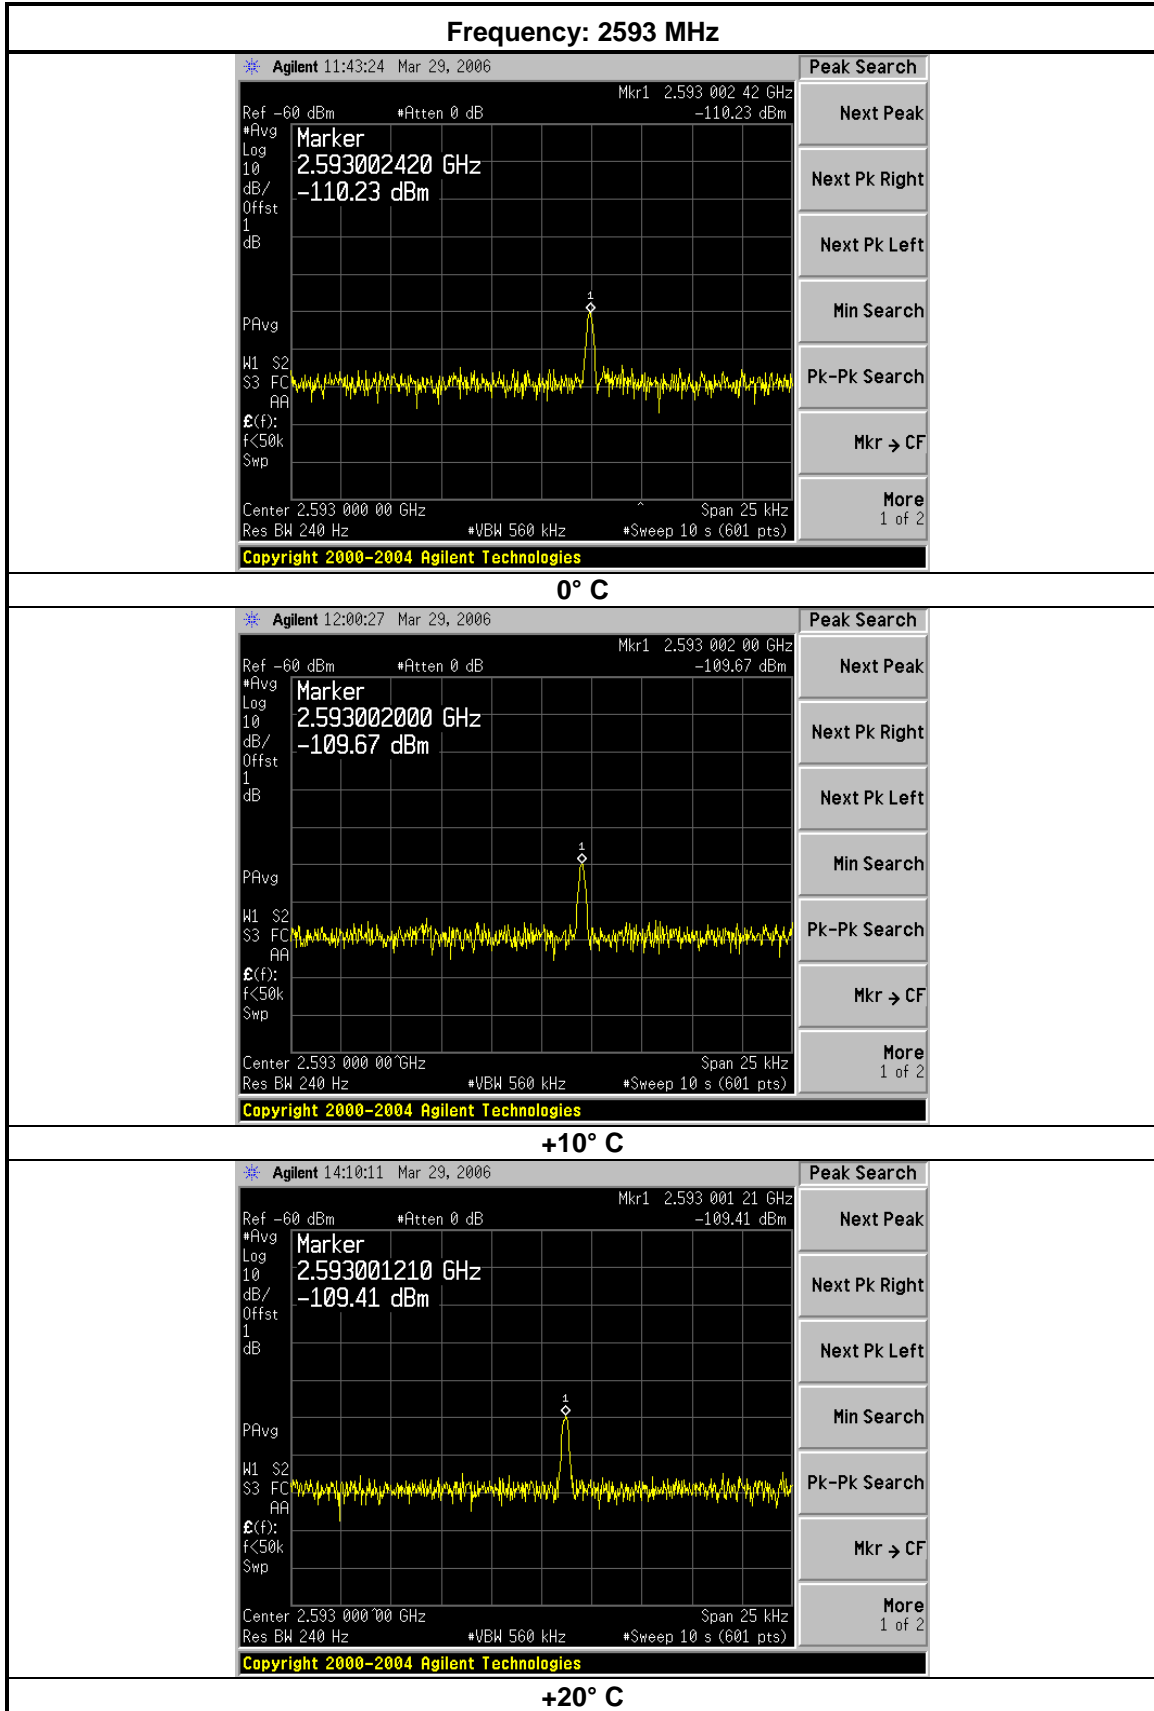 Frequency: 2593 MHz
Agilent 11:43:24 Mar 29, 2006
Peak Search
Mkr1 2.593 002 42 GHz
Ref -60 dBm #Atten 0 dB -110.23 dBm
Next Peak
#Avg
Log
10
dB/
Offst
1
dB
Marker
2.593002420 GHz
-110.23 dBm
Next Pk Right
Next Pk Left
1
Min Search
PAvg
W1 S2
S3 FC
AA
Pk-Pk Search
£(f):
f<50k
Swp
Mkr → CF
Center 2.593 000 00 GHz ^ Span 25 kHz
Res BW 240 Hz #VBW 560 kHz #Sweep 10 s (601 pts)
More
1 of 2
Copyright 2000-2004 Agilent Technologies
0° C
Agilent 12:00:27 Mar 29, 2006
Peak Search
Mkr1 2.593 002 00 GHz
Ref -60 dBm #Atten 0 dB -109.67 dBm
Next Peak
#Avg
Log
10
dB/
Offst
1
dB
Marker
2.593002000 GHz
-109.67 dBm
Next Pk Right
Next Pk Left
1
Min Search
PAvg
W1 S2
S3 FC
AA
Pk-Pk Search
£(f):
f<50k
Swp
Mkr → CF
Center 2.593 000 00^GHz Span 25 kHz
Res BW 240 Hz #VBW 560 kHz #Sweep 10 s (601 pts)
More
1 of 2
Copyright 2000-2004 Agilent Technologies
+10° C
Agilent 14:10:11 Mar 29, 2006
Peak Search
Mkr1 2.593 001 21 GHz
Ref -60 dBm #Atten 0 dB -109.41 dBm
Next Peak
#Avg
Log
10
dB/
Offst
1
dB
Marker
2.593001210 GHz
-109.41 dBm
Next Pk Right
Next Pk Left
1
Min Search
PAvg
W1 S2
S3 FC
AA
Pk-Pk Search
£(f):
f<50k
Swp
Mkr → CF
Center 2.593 000^00 GHz Span 25 kHz
Res BW 240 Hz #VBW 560 kHz #Sweep 10 s (601 pts)
More
1 of 2
Copyright 2000-2004 Agilent Technologies
+20° C